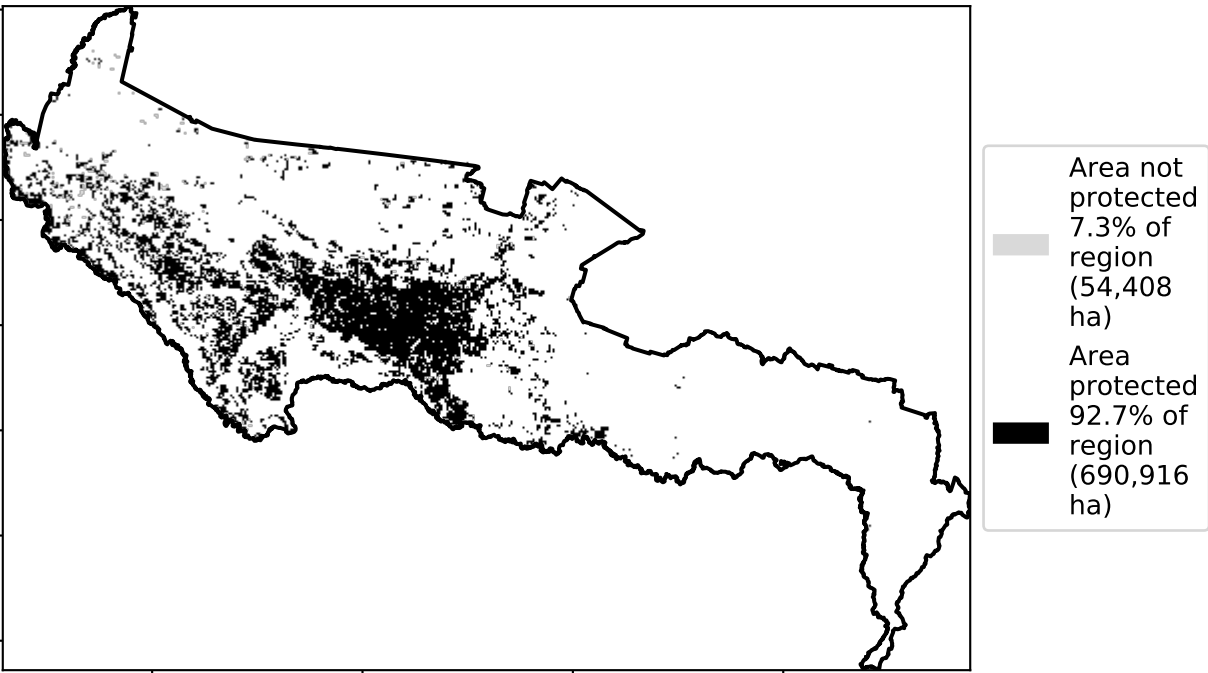 Area not
protected
7.3% of
region
(54,408
ha)
Area
protected
92.7% of
region
(690,916
ha)